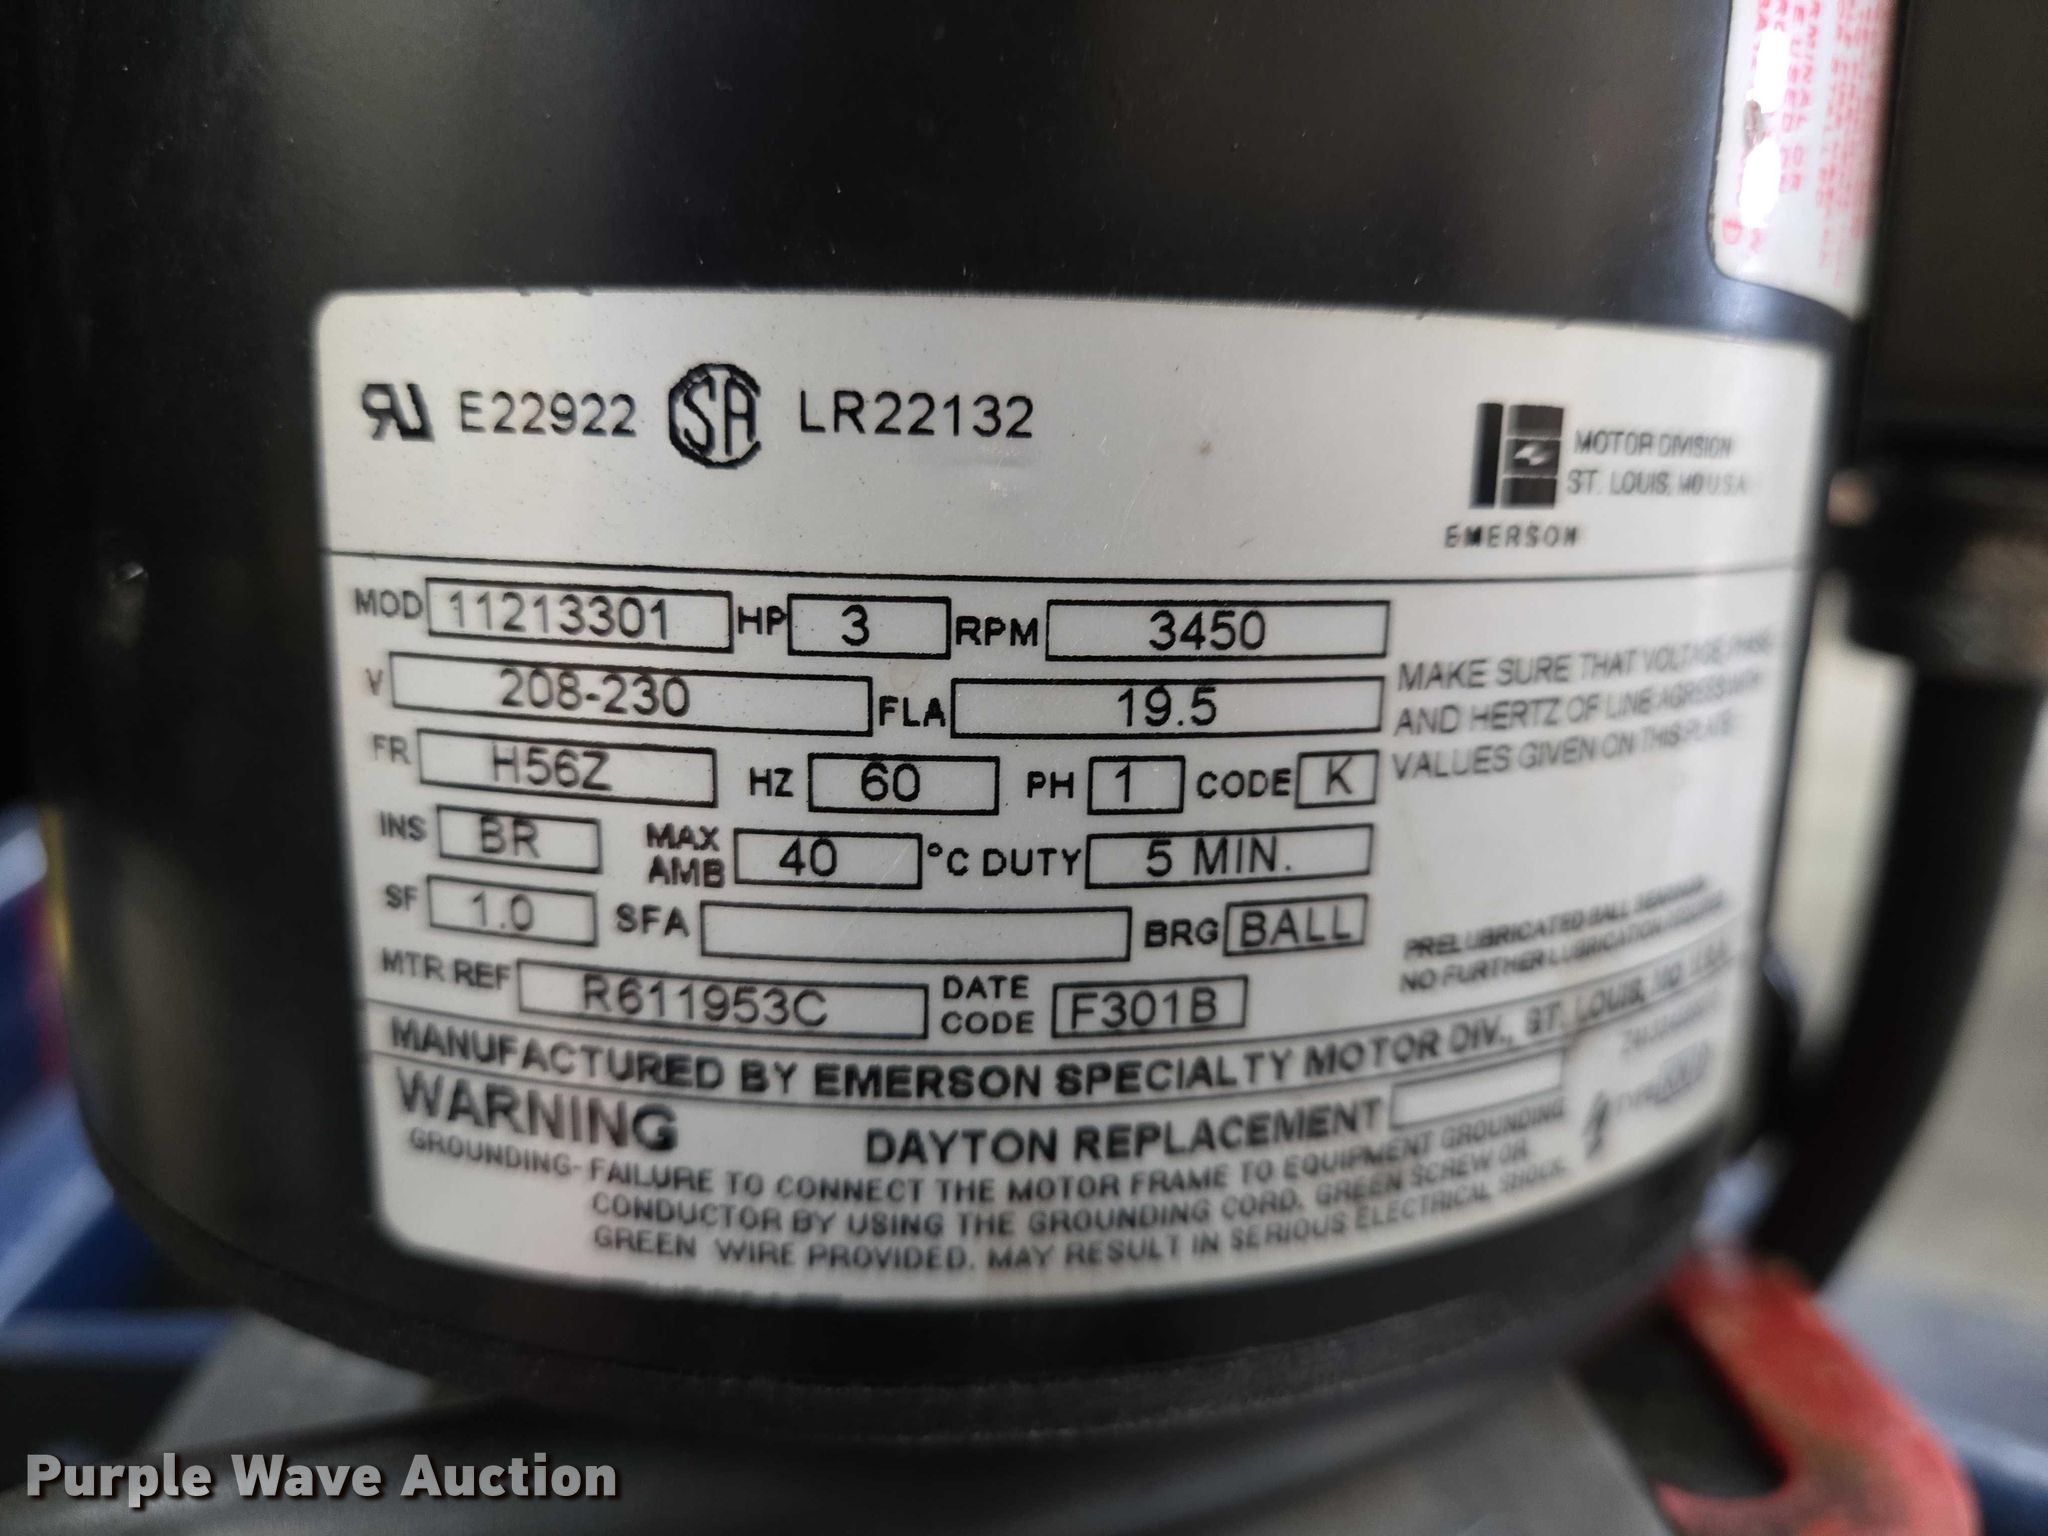 E22922 CSA LR22132
MOTOR DIVISION
ST. LOUIS, MO U.S.A.
EMERSON
MOD 11213301 HP 3 RPM 3450
V 208-230 FLA 19.5
FR H56Z HZ 60 PH 1 CODE K
INS BR MAX AMB 40 °C DUTY 5 MIN.
SF 1.0 SFA BRG BALL
MTR REF R611953C DATE CODE F301B
MAKE SURE THAT VOLTAGE, PHASE
AND HERTZ OF LINE AGREES WITH
VALUES GIVEN ON THIS PLATE
PRELUBRICATED BALL BEARINGS
NO FURTHER LUBRICATION
MANUFACTURED BY EMERSON SPECIALTY MOTOR DIV., ST. LOUIS, MO. U.S.A.
WARNING
DAYTON REPLACEMENT
GROUNDING-FAILURE TO CONNECT THE MOTOR FRAME TO EQUIPMENT GROUNDING
CONDUCTOR BY USING THE GROUNDING CORD, GREEN SCREW OR
GREEN WIRE PROVIDED, MAY RESULT IN SERIOUS ELECTRICAL SHOCK.
Purple Wave Auction